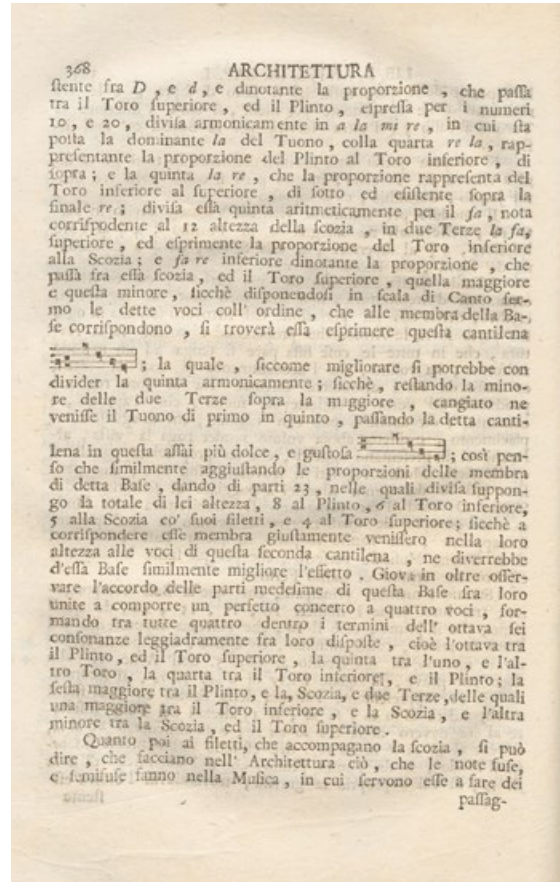 368 ARCHITETTURA
ſtente fra D, e d, e dinotante la proporzione, che paſſa
tra il Toro ſuperiore, ed il Plinto, eſpreſſa per i numeri
10, e 20, diviſa armonicamente in a la mi re, in cui ſta
poſta la dominante la del Tuono, colla quarta re la, rap-
preſentante la proporzione del Plinto al Toro inferiore, di
ſopra; e la quinta la re, che la proporzione rappreſenta del
Toro inferiore al ſuperiore, di ſotto ed eſiſtente ſopra la
finale re; diviſa eſſa quinta aritmeticamente per il fa, nota
corriſpodente al 12 altezza della ſcozia, in due Terze la fa,
ſuperiore, ed eſprimente la proporzione del Toro inferiore
alla Scozia; e fa re inferiore dinotante la proporzione, che
paſſa fra eſſa ſcozia, ed il Toro ſuperiore, quella maggiore
e queſta minore, ſicchè diſponendoſi in ſcala di Canto fer-
mo le dette voci coll' ordine, che alle membra della Ba-
ſe corriſpondono, ſi troverà eſſa eſprimere queſta cantilena
; la quale, ſiccome migliorare ſi potrebbe con
divider la quinta armonicamente; ſicchè, reſtando la mino-
re delle due Terze ſopra la maggiore, cangiato ne
veniſſe il Tuono di primo in quinto, paſſando la detta canti-
lena in queſta aſſai più dolce, e guſtoſa ; così pen-
ſo che ſimilmente aggiuſtando le proporzioni delle membra
di detta Baſe, dando di parti 23, nelle quali diviſa ſuppon-
go la totale di lei altezza, 8 al Plinto, 6 al Toro inferiore,
5 alla Scozia co' ſuoi filetti, e 4 al Toro ſuperiore; ſicchè a
corriſpondere eſſe membra giuſtamente veniſſero nella loro
altezza alle voci di queſta ſeconda cantilena, ne diverrebbe
d'eſſa Baſe ſimilmente migliore l'effetto. Giova in oltre oſſer-
vare l'accordo delle parti medeſime di queſta Baſe fra loro
unite a comporre un perfetto concerto a quattro voci, for-
mando fra tutte quattro dentro i termini dell' ottava ſei
conſonanze leggiadramente fra loro diſpoſte, cioè l'ottava tra
il Plinto, ed il Toro ſuperiore, la quinta tra l'uno, e l'al-
tro Toro, la quarta tra il Toro inferiore, e il Plinto; la
ſeſta maggiore tra il Plinto, e la Scozia, e due Terze, delle quali
una maggiore tra il Toro inferiore, e la Scozia, e l'altra
minore tra la Scozia, ed il Toro ſuperiore.
Quanto poi ai filetti, che accompagano la ſcozia, ſi può
dire, che facciano nell' Architettura ciò, che le note fuſe,
e ſemifuſe fanno nella Muſica, in cui ſervono eſſe a fare dei
paſſag-